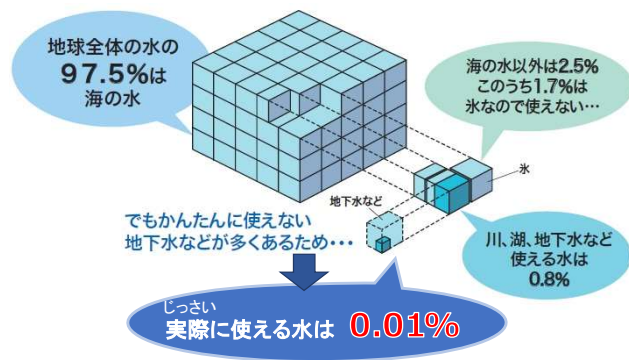 地球全体の水の
97.5%は
海の水
海の水以外は2.5%
このうち1.7%は
氷なので使えない…
氷
地下水など
でもかんたんに使えない
地下水などが多くあるため・・・
川、湖、地下水など
使える水は
0.8%
じっさい
実際に使える水は 0.01%